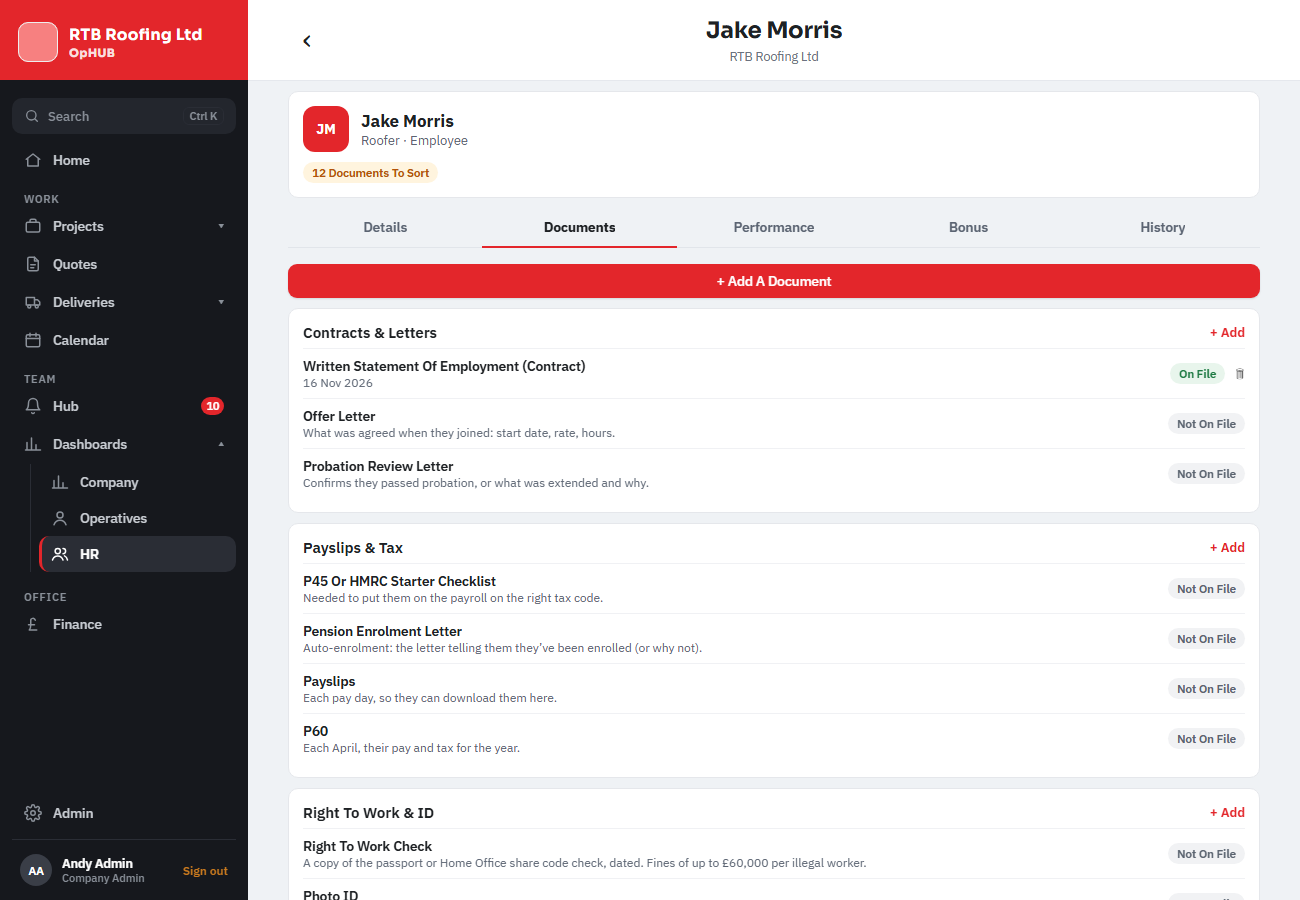 RTB Roofing Ltd
OpHUB
Search
Ctrl K
Home
WORK
Projects
Quotes
Deliveries
Calendar
TEAM
Hub
10
Dashboards
Company
Operatives
HR
OFFICE
Finance
Admin
AA
Andy Admin
Company Admin
Sign out
Jake Morris
RTB Roofing Ltd
JM
Jake Morris
Roofer · Employee
12 Documents To Sort
Details
Documents
Performance
Bonus
History
+ Add A Document
Contracts & Letters
+ Add
Written Statement Of Employment (Contract)
16 Nov 2026
On File
Offer Letter
What was agreed when they joined: start date, rate, hours.
Not On File
Probation Review Letter
Confirms they passed probation, or what was extended and why.
Not On File
Payslips & Tax
+ Add
P45 Or HMRC Starter Checklist
Needed to put them on the payroll on the right tax code.
Not On File
Pension Enrolment Letter
Auto-enrolment: the letter telling them they've been enrolled (or why not).
Not On File
Payslips
Each pay day, so they can download them here.
Not On File
P60
Each April, their pay and tax for the year.
Not On File
Right To Work & ID
+ Add
Right To Work Check
A copy of the passport or Home Office share code check, dated. Fines of up to £60,000 per illegal worker.
Not On File
Photo ID